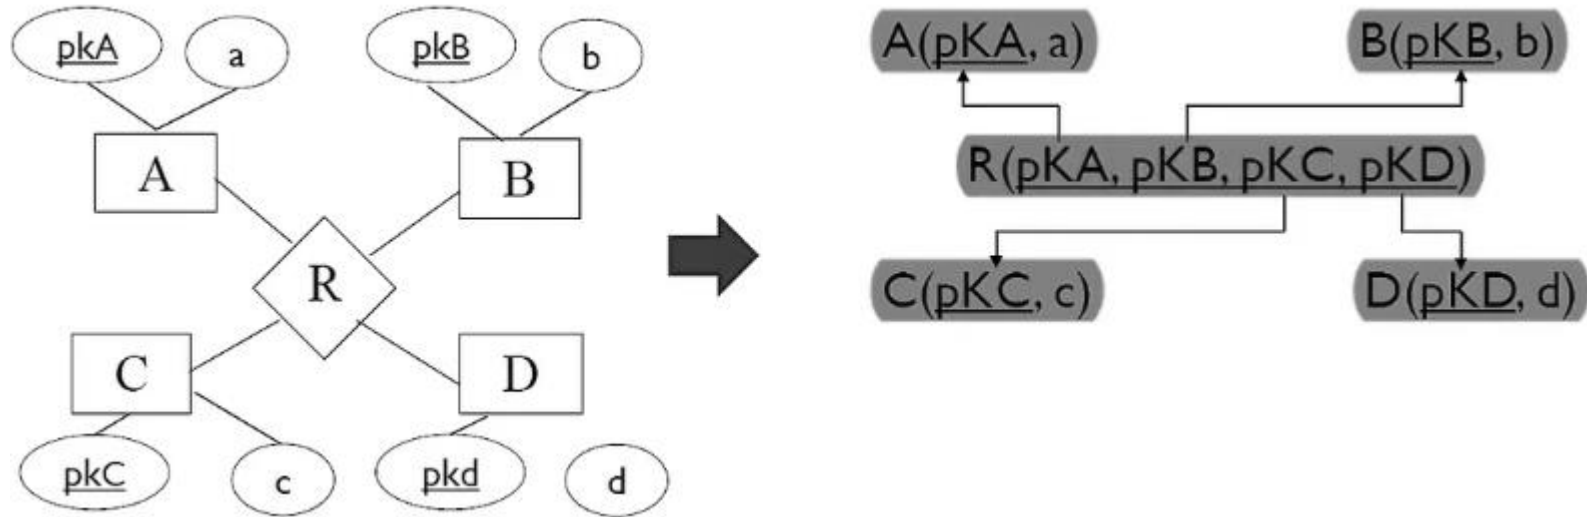 pkA
a
pkB
b
A
B
R
C
D
pkC
c
pkd
d
A(pKA, a)
B(pKB, b)
R(pKA, pKB, pKC, pKD)
C(pKC, c)
D(pKD, d)